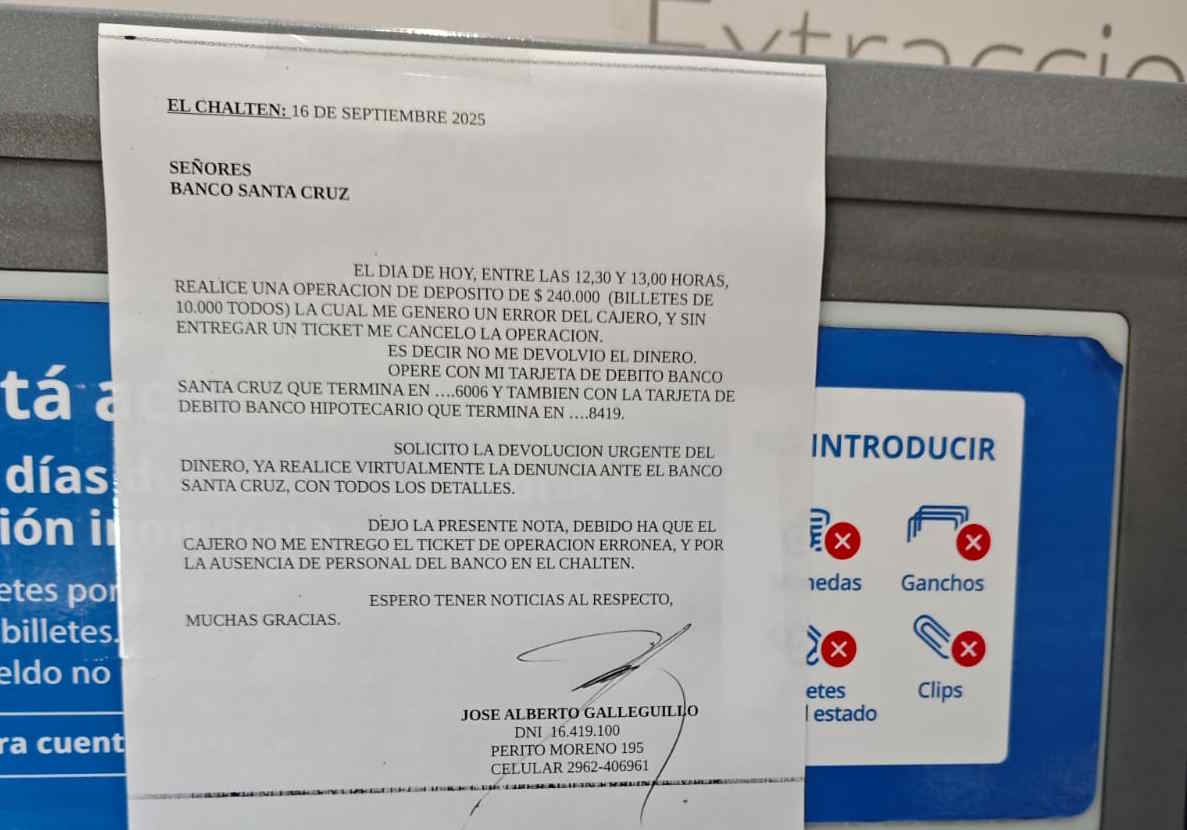 Extraccio
EL CHALTEN: 16 DE SEPTIEMBRE 2025
SEÑORES
BANCO SANTA CRUZ
EL DIA DE HOY, ENTRE LAS 12,30 Y 13,00 HORAS,
REALICE UNA OPERACION DE DEPOSITO DE $ 240.000 (BILLETES DE
10.000 TODOS) LA CUAL ME GENERO UN ERROR DEL CAJERO, Y SIN
ENTREGAR UN TICKET ME CANCELO LA OPERACION.
ES DECIR NO ME DEVOLVIO EL DINERO.
OPERE CON MI TARJETA DE DEBITO BANCO
SANTA CRUZ QUE TERMINA EN ….6006 Y TAMBIEN CON LA TARJETA DE
DEBITO BANCO HIPOTECARIO QUE TERMINA EN ….8419.
SOLICITO LA DEVOLUCION URGENTE DEL
DINERO, YA REALICE VIRTUALMENTE LA DENUNCIA ANTE EL BANCO
SANTA CRUZ, CON TODOS LOS DETALLES.
DEJO LA PRESENTE NOTA, DEBIDO HA QUE EL
CAJERO NO ME ENTREGO EL TICKET DE OPERACION ERRONEA, Y POR
LA AUSENCIA DE PERSONAL DEL BANCO EN EL CHALTEN.
ESPERO TENER NOTICIAS AL RESPECTO,
MUCHAS GRACIAS.
JOSE ALBERTO GALLEGUILLO
DNI 16.419.100
PERITO MORENO 195
CELULAR 2962-406961
tá a
días
ión in
etes por
billetes.
eldo no
ra cuent
INTRODUCIR
nedas
Ganchos
etes
l estado
Clips